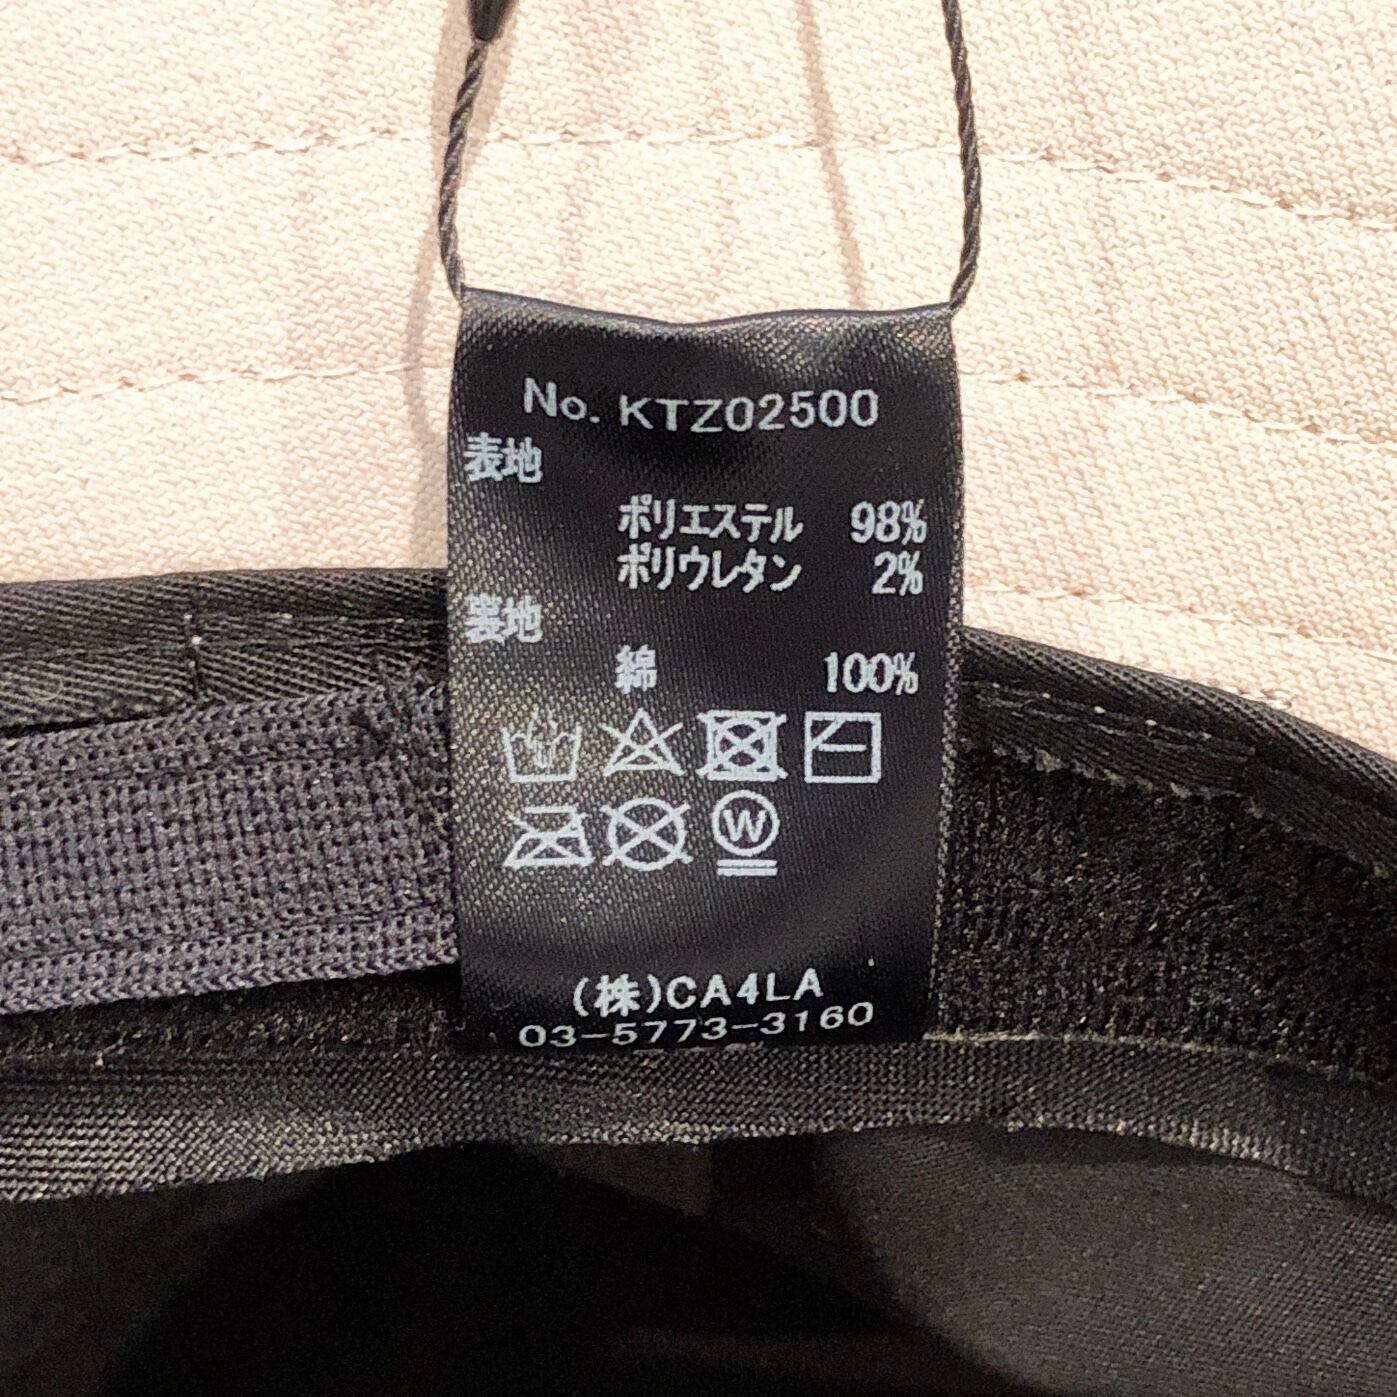 No. KTZ02500
表地
ポリエステル 98%
ポリウレタン 2%
裏地
綿 100%
W
(株)CA4LA
03-5773-3160